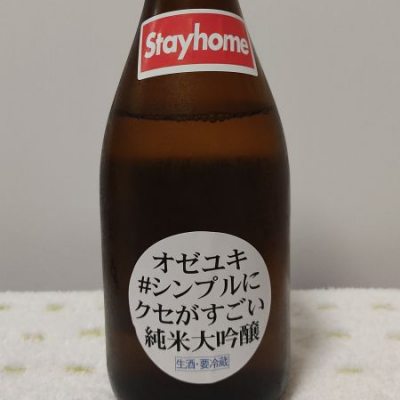 Stayhome
オゼユキ
#シンプルに
クセがすごい
純米大吟醸
生酒・要冷蔵